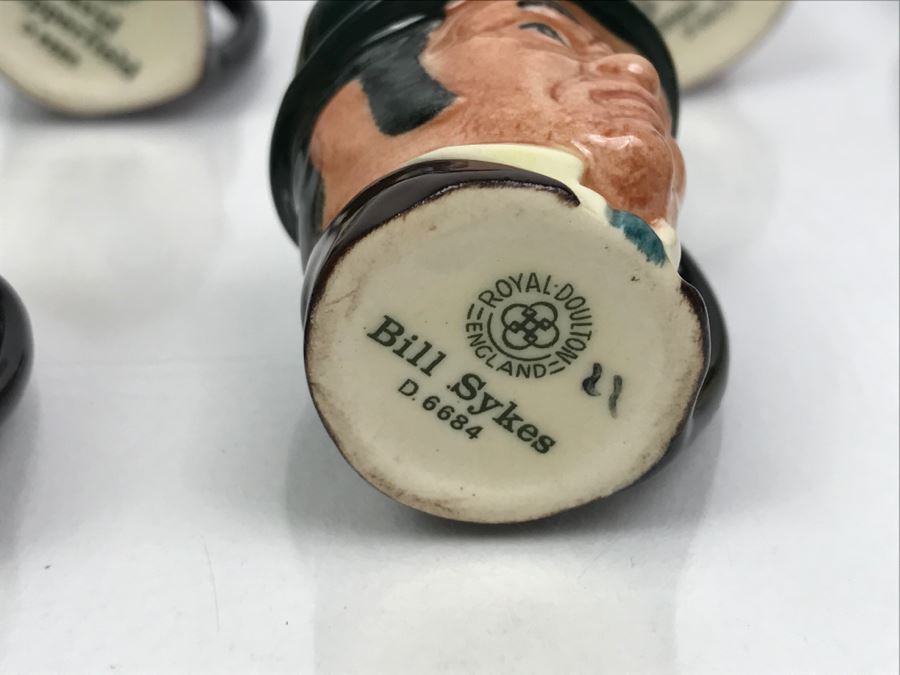 ROYAL·DOULTON
ENGLAND
Bill Sykes
D. 6684